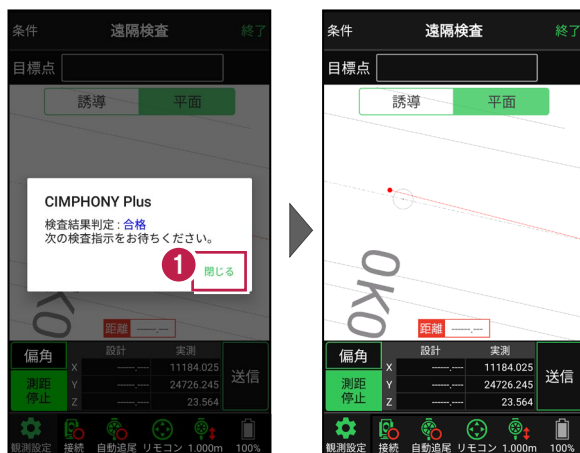 条件 遠隔検査 終了
目標点
誘導 平面
CIMPHONY Plus
検査結果判定 : 合格
次の検査指示をお待ちください。
1
閉じる
OKO
距離 -----.---
偏角 設計 実測
X -----.--- 11184.025
測距停止 Y -----.--- 24726.245 送信
Z -----.--- 23.564
観測設定 接続 自動追尾 リモコン 1.000m 100%
条件 遠隔検査 終了
目標点
誘導 平面
OKO
距離 -----.---
偏角 設計 実測
X -----.--- 11184.025
測距停止 Y -----.--- 24726.245 送信
Z -----.--- 23.564
観測設定 接続 自動追尾 リモコン 1.000m 100%